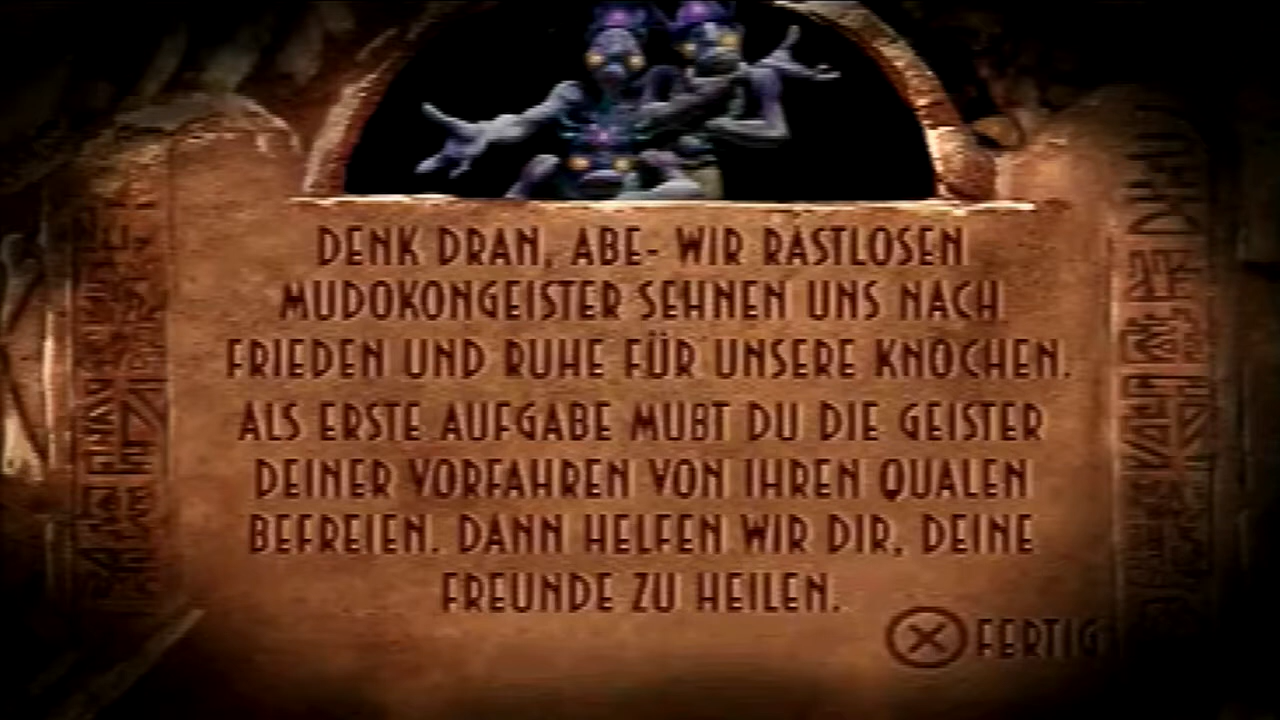 DENK DRAN, ABE- WIR RASTLOSEN
MUDOKONGEISTER SEHNEN UNS NACH
FRIEDEN UND RUHE FÜR UNSERE KNOCHEN.
ALS ERSTE AUFGABE MUßT DU DIE GEISTER
DEINER VORFAHREN VON IHREN QUALEN
BEFREIEN. DANN HELFEN WIR DIR, DEINE
FREUNDE ZU HEILEN.
FERTIG